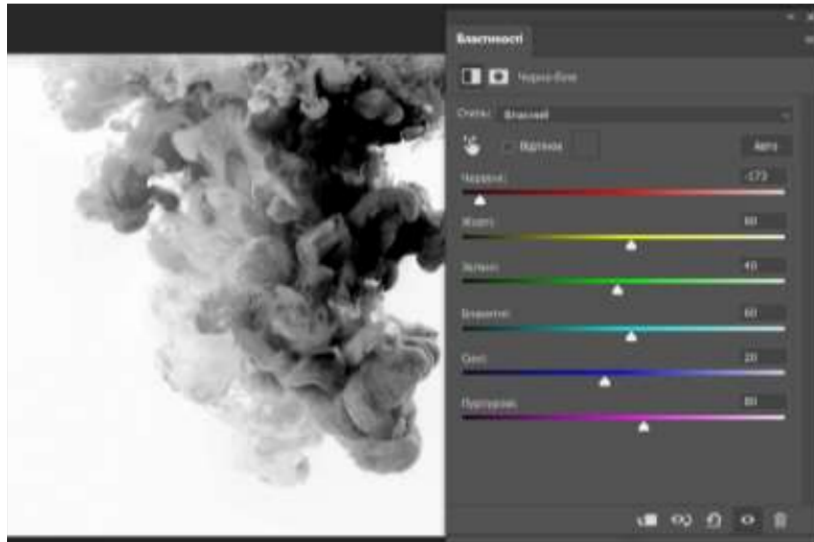 Властивості
Чорно-біле
Стиль: Власний
Відтінок Авто
Червоні: -173
Жовті: 60
Зелені: 40
Блакитні: 60
Сині: 20
Пурпурові: 80